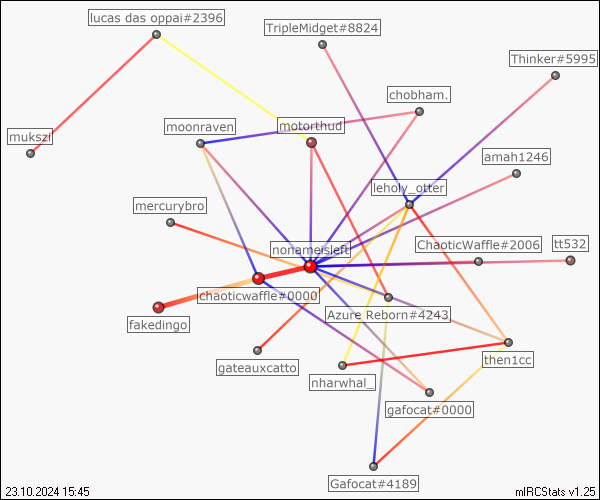 lucas das oppai#2396
TripleMidget#8824
Thinker#5995
chobham.
mukszi
moonraven
motorthud
amah1246
leholy_otter
mercurybro
nonameisleft
ChaoticWaffle#2006
tt532
chaoticwaffle#0000
Azure Reborn#4243
fakedingo
then1cc
gateauxcatto
nharwhal_
gafocat#0000
Gafocat#4189
23.10.2024 15:45
mIRCStats v1.25